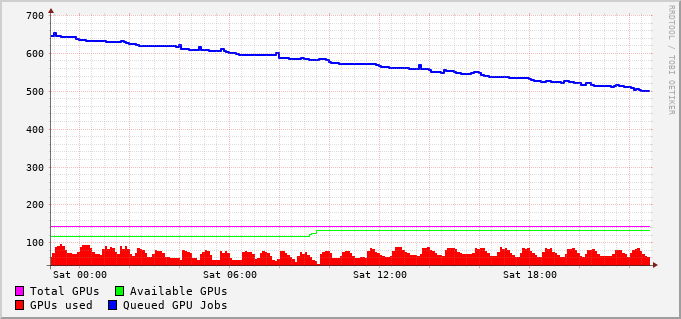 700
600
500
400
300
200
100
Sat 00:00 Sat 06:00 Sat 12:00 Sat 18:00
Total GPUs Available GPUs
GPUs used Queued GPU Jobs
RRDTOOL / TOBI OETIKER